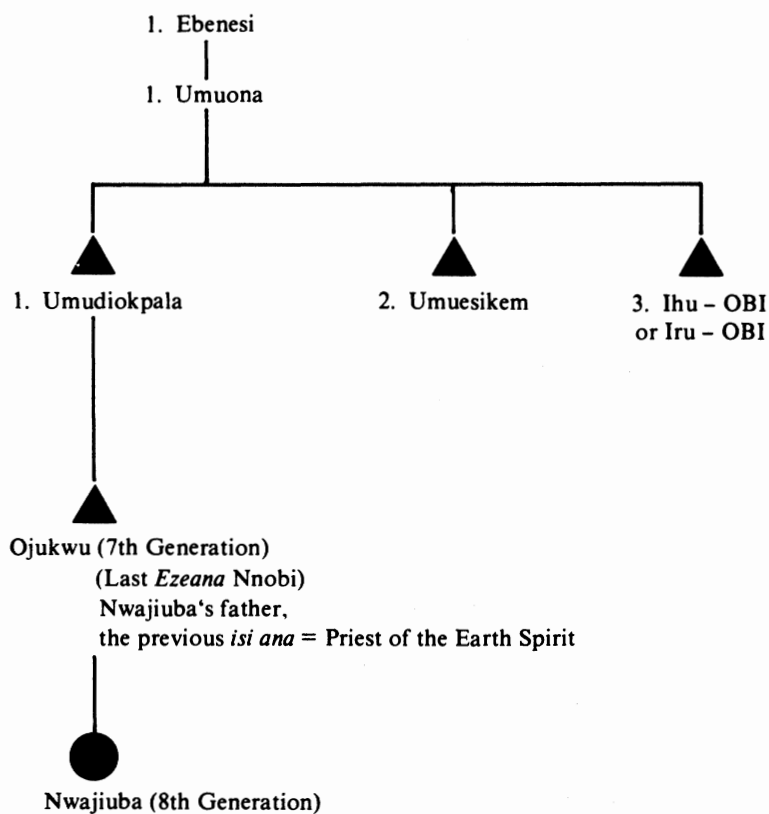 1. Ebenesi
1. Umuona
1. Umudiokpala
2. Umuesikem
3. Ihu – OBI
or Iru – OBI
Ojukwu (7th Generation)
(Last Ezeana Nnobi)
Nwajiuba‘s father,
the previous isi ana = Priest of the Earth Spirit
Nwajiuba (8th Generation)